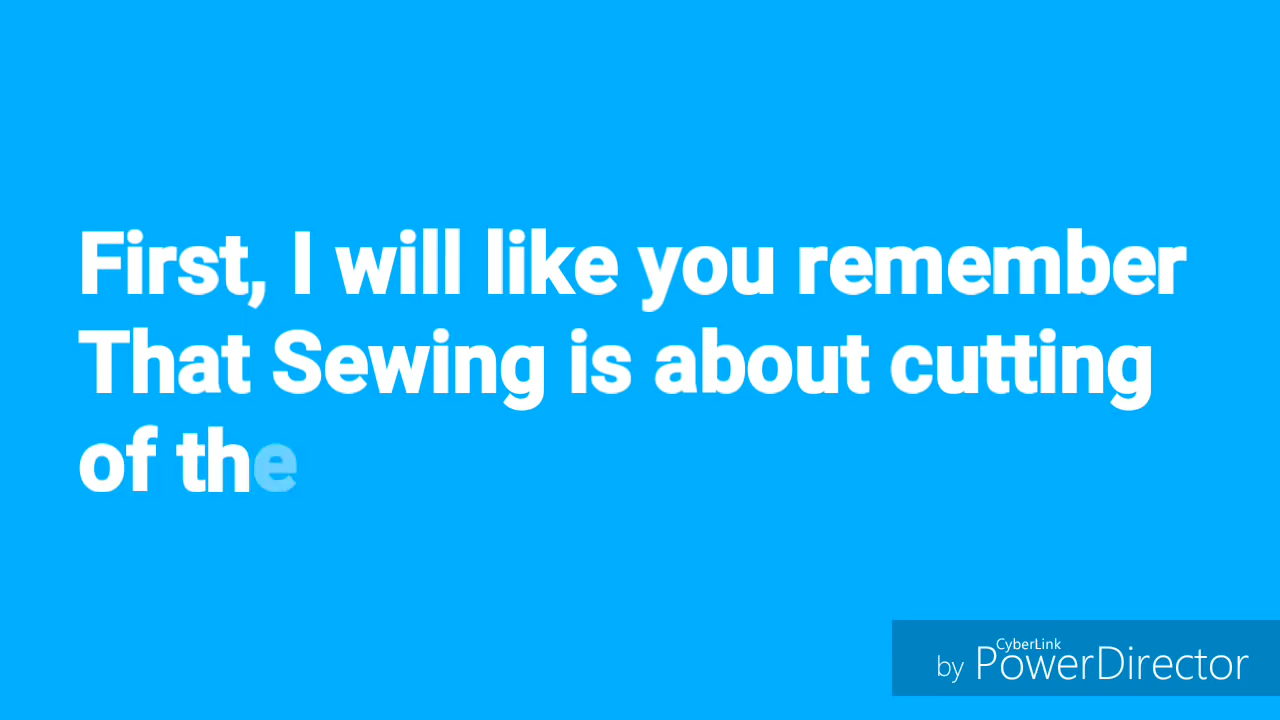 First, I will like you remember
That Sewing is about cutting
of the
CyberLink
by PowerDirector